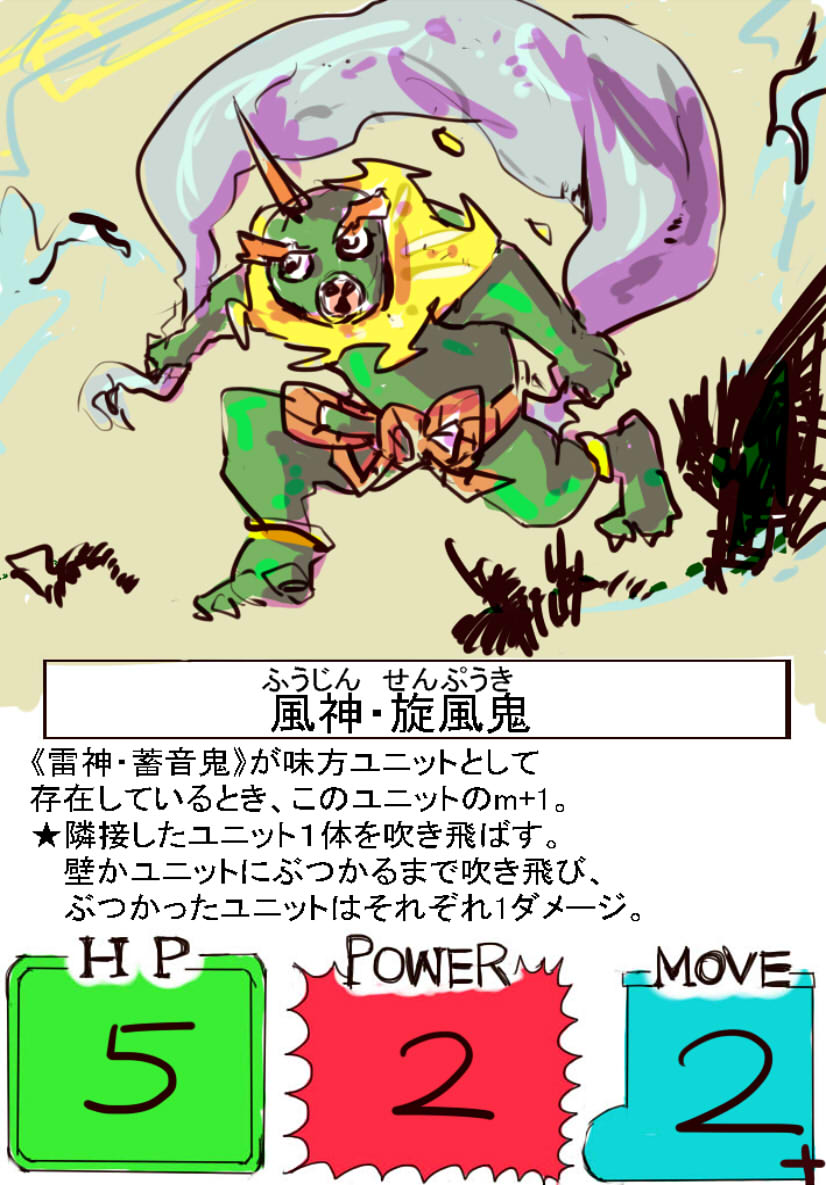 ふうじん せんぷうき
風神・旋風鬼
《雷神・蓄音鬼》が味方ユニットとして
存在しているとき、このユニットのm+1。
★隣接したユニット１体を吹き飛ばす。
壁かユニットにぶつかるまで吹き飛び、
ぶつかったユニットはそれぞれ1ダメージ。
HP POWER MOVE
5 2 2+